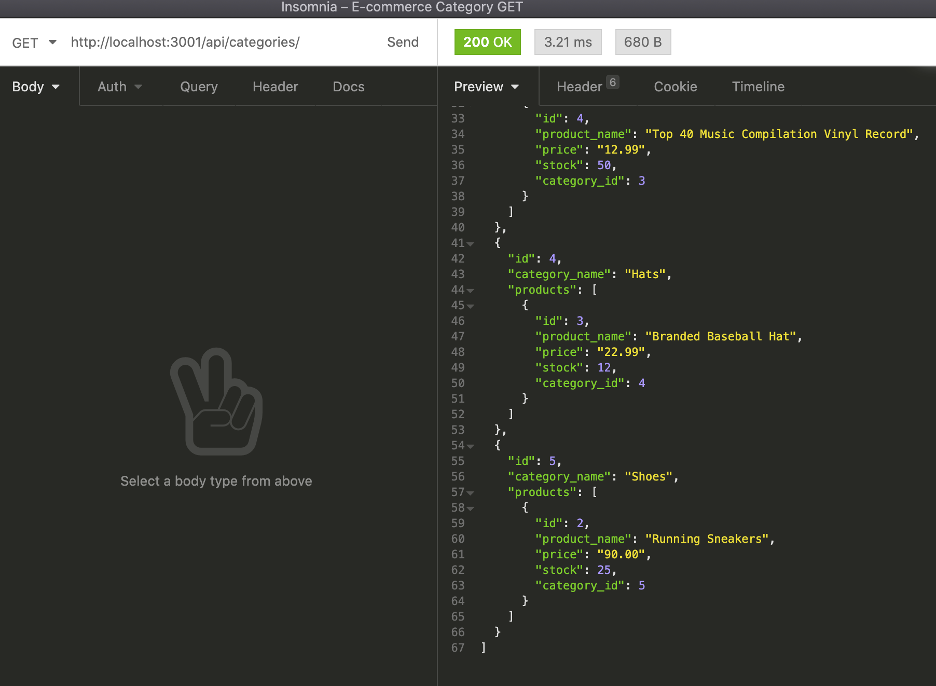 Insomnia – E-commerce Category GET
GET http://localhost:3001/api/categories/ Send
200 OK 3.21 ms 680 B
Body Auth Query Header Docs
Preview Header 6 Cookie Timeline
Select a body type from above
33 "id": 4,
34 "product_name": "Top 40 Music Compilation Vinyl Record",
35 "price": "12.99",
36 "stock": 50,
37 "category_id": 3
38 }
39 ]
40 },
41 {
42 "id": 4,
43 "category_name": "Hats",
44 "products": [
45 {
46 "id": 3,
47 "product_name": "Branded Baseball Hat",
48 "price": "22.99",
49 "stock": 12,
50 "category_id": 4
51 }
52 ]
53 },
54 {
55 "id": 5,
56 "category_name": "Shoes",
57 "products": [
58 {
59 "id": 2,
60 "product_name": "Running Sneakers",
61 "price": "90.00",
62 "stock": 25,
63 "category_id": 5
64 }
65 ]
66 }
67 ]